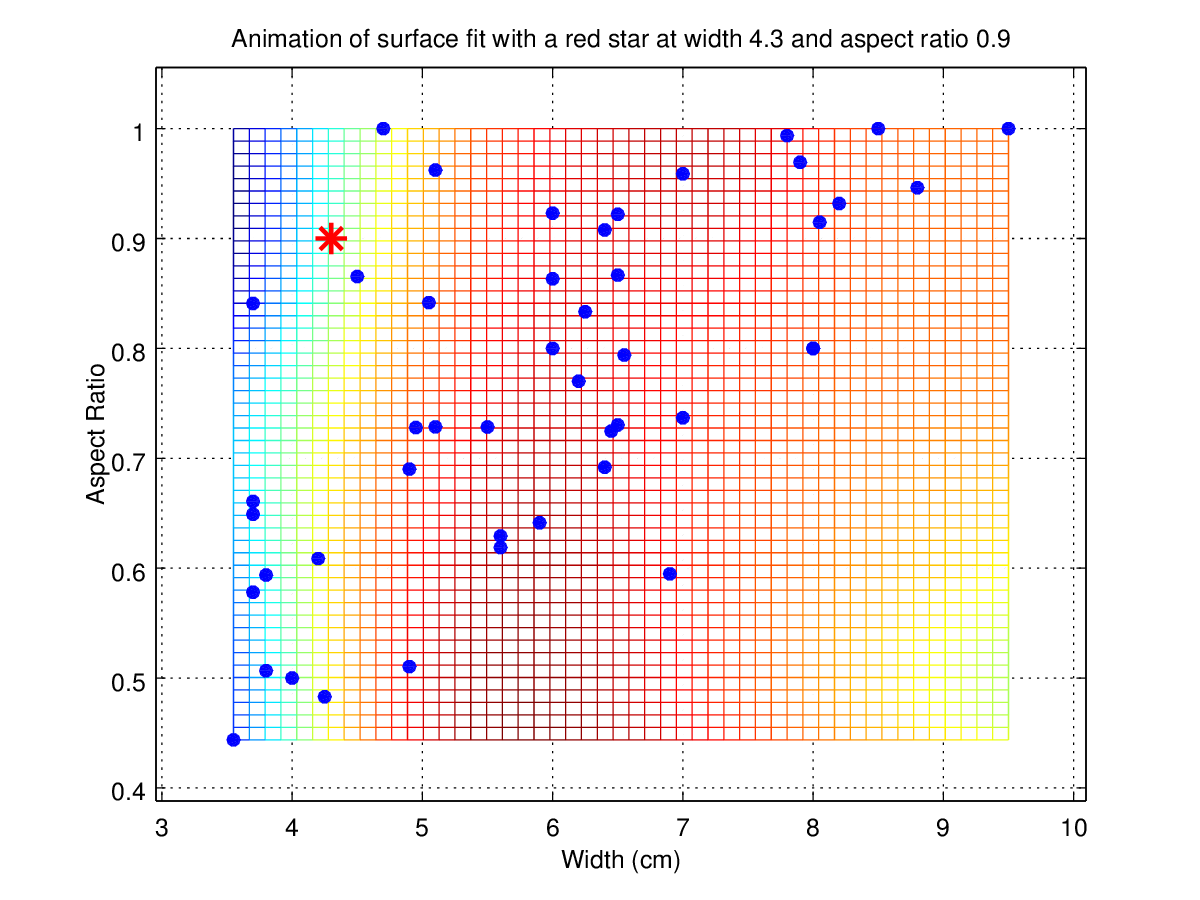 Animation of surface fit with a red star at width 4.3 and aspect ratio 0.9
1
0.9
0.8
0.7
0.6
0.5
0.4
Aspect Ratio
3 4 5 6 7 8 9 10
Width (cm)